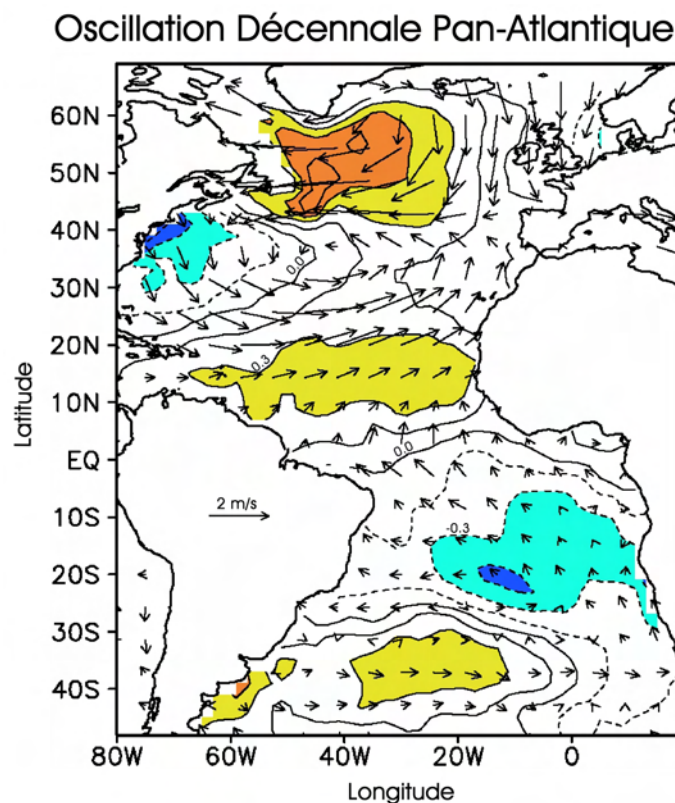 Oscillation Décennale Pan-Atlantique
60N
50N
0.0
40N
30N
0.3
20N
10N
0.0
EQ
2 m/s
-0.3
10S
20S
30S
40S
Latitude
80W 60W 40W 20W 0
Longitude